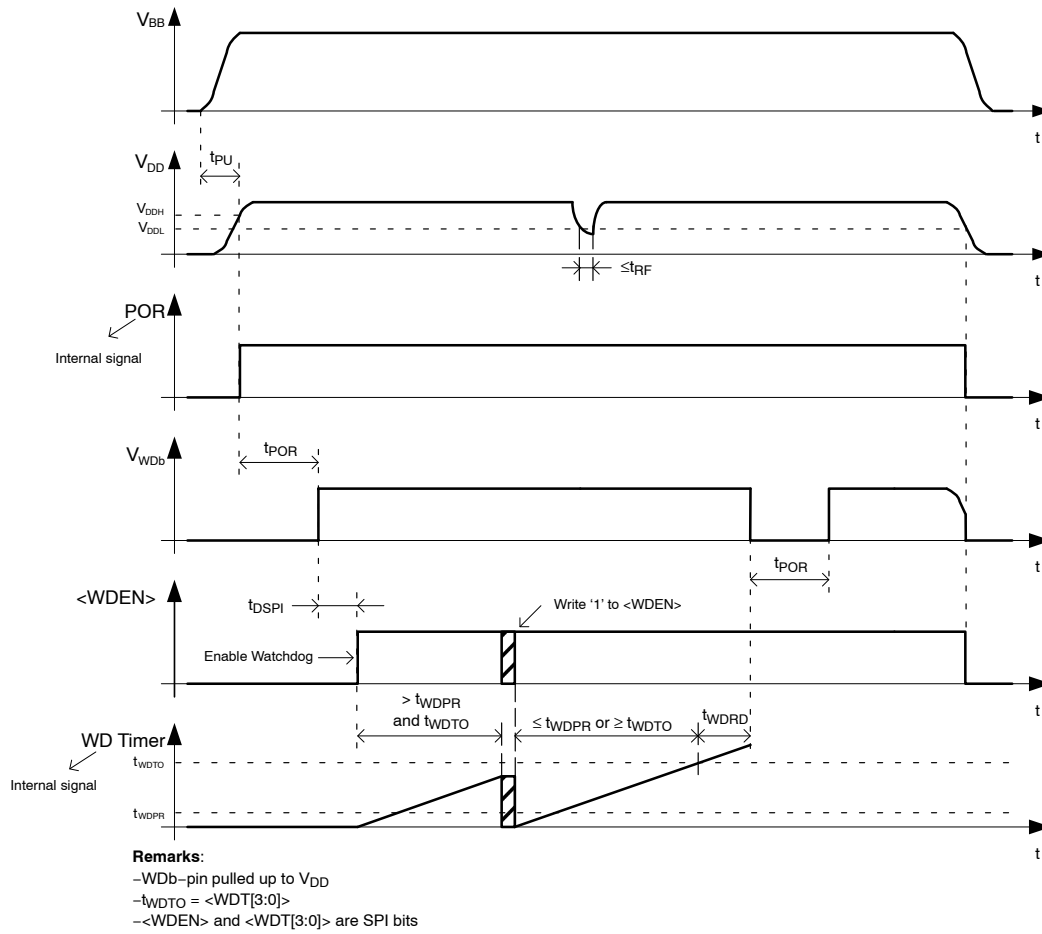 VBB
t
tPU
VDD
VDDH
VDDL
≤tRF
t
POR
Internal signal
t
tPOR
VWDb
tPOR
t
<WDEN>
tDSPI
Write ‘1’ to <WDEN>
Enable Watchdog
t
> tWDPR
and tWDTO
≤ tWDPR or ≥ tWDTO
tWDRD
WD Timer
tWDTO
Internal signal
tWDPR
t
Remarks:
−WDb−pin pulled up to VDD
−tWDTO = <WDT[3:0]>
−<WDEN> and <WDT[3:0]> are SPI bits